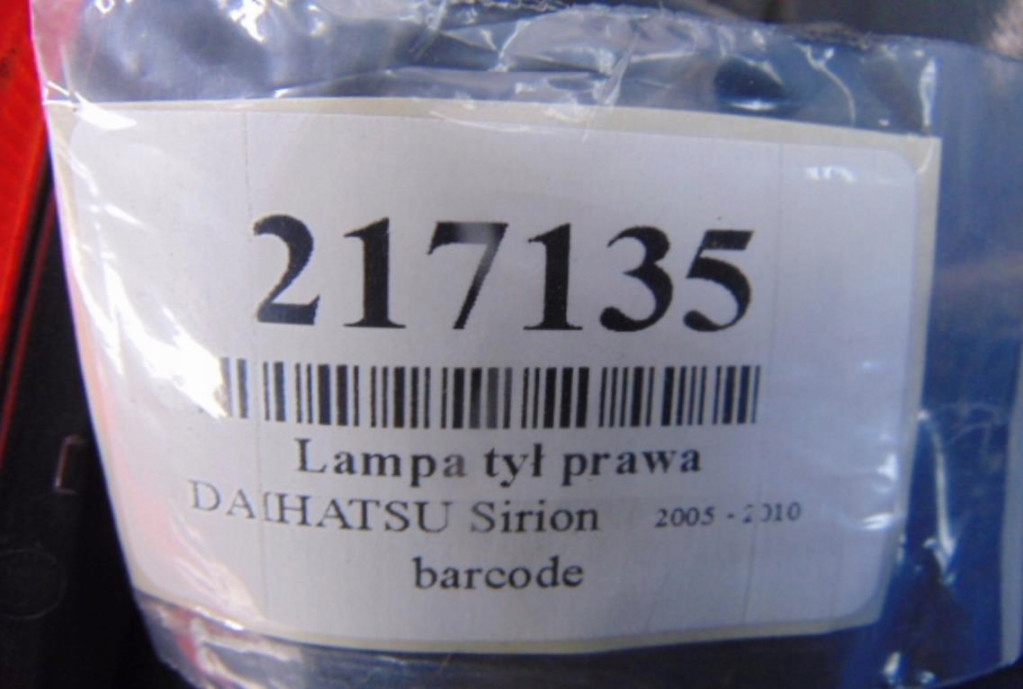 217135
Lampa tył prawa
DAIHATSU Sirion 2005 - 2010
barcode